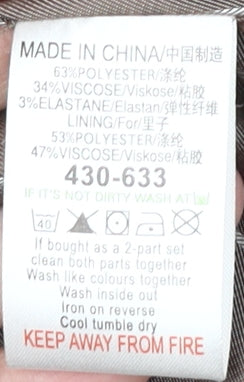 MADE IN CHINA/中国制造
63%POLYESTER/涤纶
34%VISCOSE/Viskose/粘胶
3%ELASTANE/Elastan/弹性纤维
LINING/For/里子
53%POLYESTER/涤纶
47%VISCOSE/Viskose/粘胶
430-633
IF IT'S NOT DIRTY WASH AT
40
If bought as a 2-part set
clean both parts together
Wash like colours together
Wash inside out
Iron on reverse
Cool tumble dry
KEEP AWAY FROM FIRE